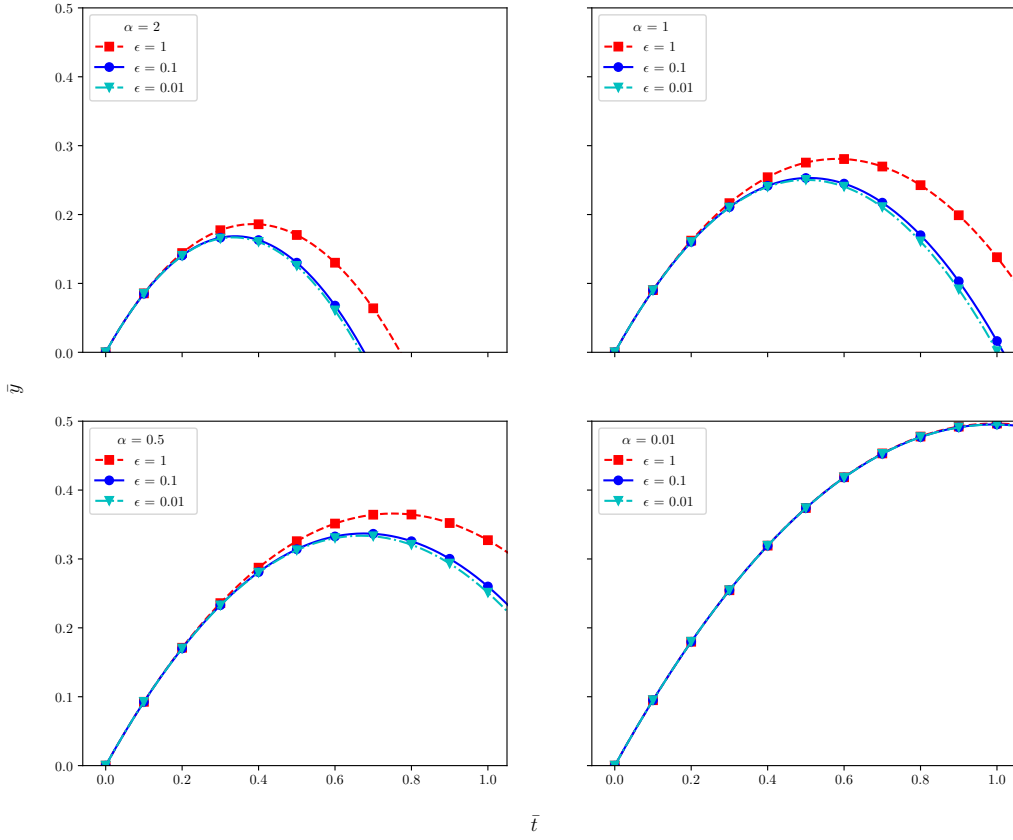 0.5
0.4
0.3
0.2
0.1
0.0
α = 2
ϵ = 1
ϵ = 0.1
ϵ = 0.01
α = 1
ϵ = 1
ϵ = 0.1
ϵ = 0.01
ȳ
0.5
0.4
0.3
0.2
0.1
0.0
α = 0.5
ϵ = 1
ϵ = 0.1
ϵ = 0.01
α = 0.01
ϵ = 1
ϵ = 0.1
ϵ = 0.01
0.0 0.2 0.4 0.6 0.8 1.0
0.0 0.2 0.4 0.6 0.8 1.0
t̄